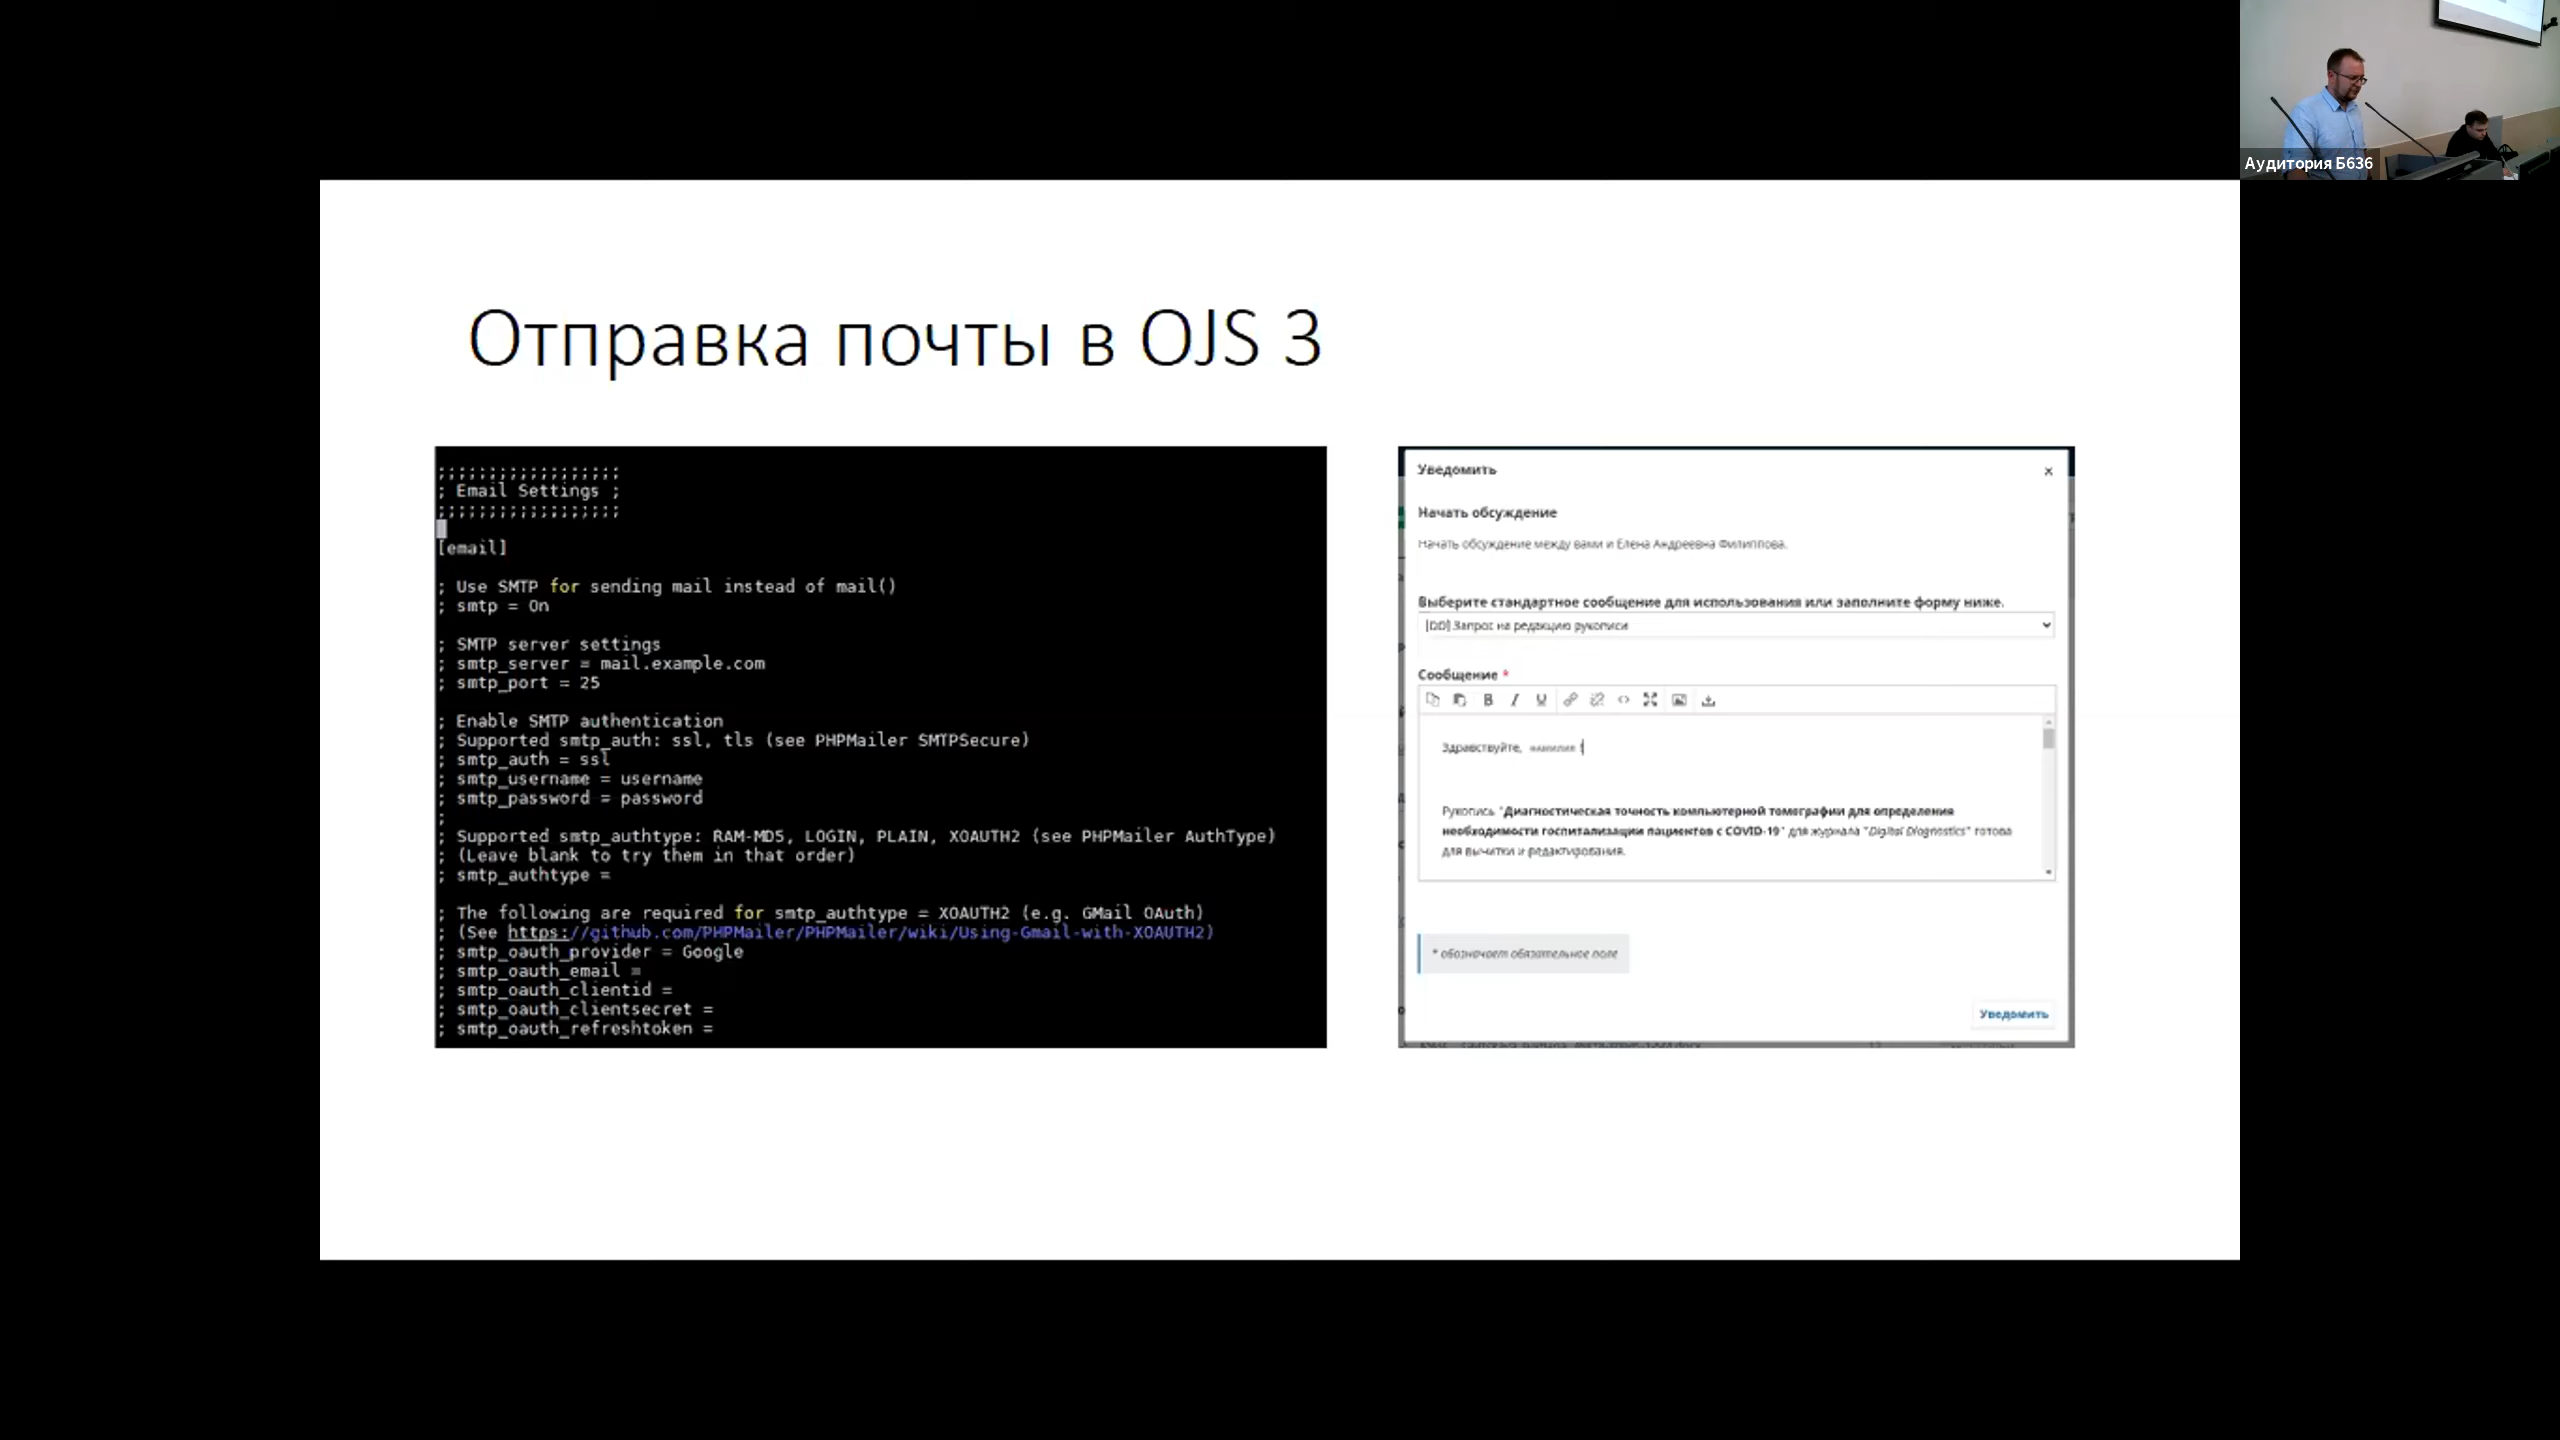 Аудитория Б636
Отправка почты в OJS 3
;;;;;;;;;;;;;;;;;;
; Email Settings ;
;;;;;;;;;;;;;;;;;;
[email]
; Use SMTP for sending mail instead of mail()
; smtp = On
; SMTP server settings
; smtp_server = mail.example.com
; smtp_port = 25
; Enable SMTP authentication
; Supported smtp_auth: ssl, tls (see PHPMailer SMTPSecure)
; smtp_auth = ssl
; smtp_username = username
; smtp_password = password
;
; Supported smtp_authtype: RAM-MD5, LOGIN, PLAIN, XOAUTH2 (see PHPMailer AuthType)
; (Leave blank to try them in that order)
; smtp_authtype =
; The following are required for smtp_authtype = XOAUTH2 (e.g. GMail OAuth)
; (See https://github.com/PHPMailer/PHPMailer/wiki/Using-Gmail-with-XOAUTH2)
; smtp_oauth_provider = Google
; smtp_oauth_email =
; smtp_oauth_clientid =
; smtp_oauth_clientsecret =
; smtp_oauth_refreshtoken =
Уведомить
Начать обсуждение
Начать обсуждение между вами и Елена Андреевна Филиппова.
Выберите стандартное сообщение для использования или заполните форму ниже.
[DD] Запрос на редакцию рукописи
Сообщение *
Здравствуйте,
Рукопись "Диагностическая точность компьютерной томографии для определения
необходимости госпитализации пациентов с COVID-19" для журнала "Digital Diagnostics" готова
для вычитки и редактирования.
* обозначает обязательное поле
Уведомить